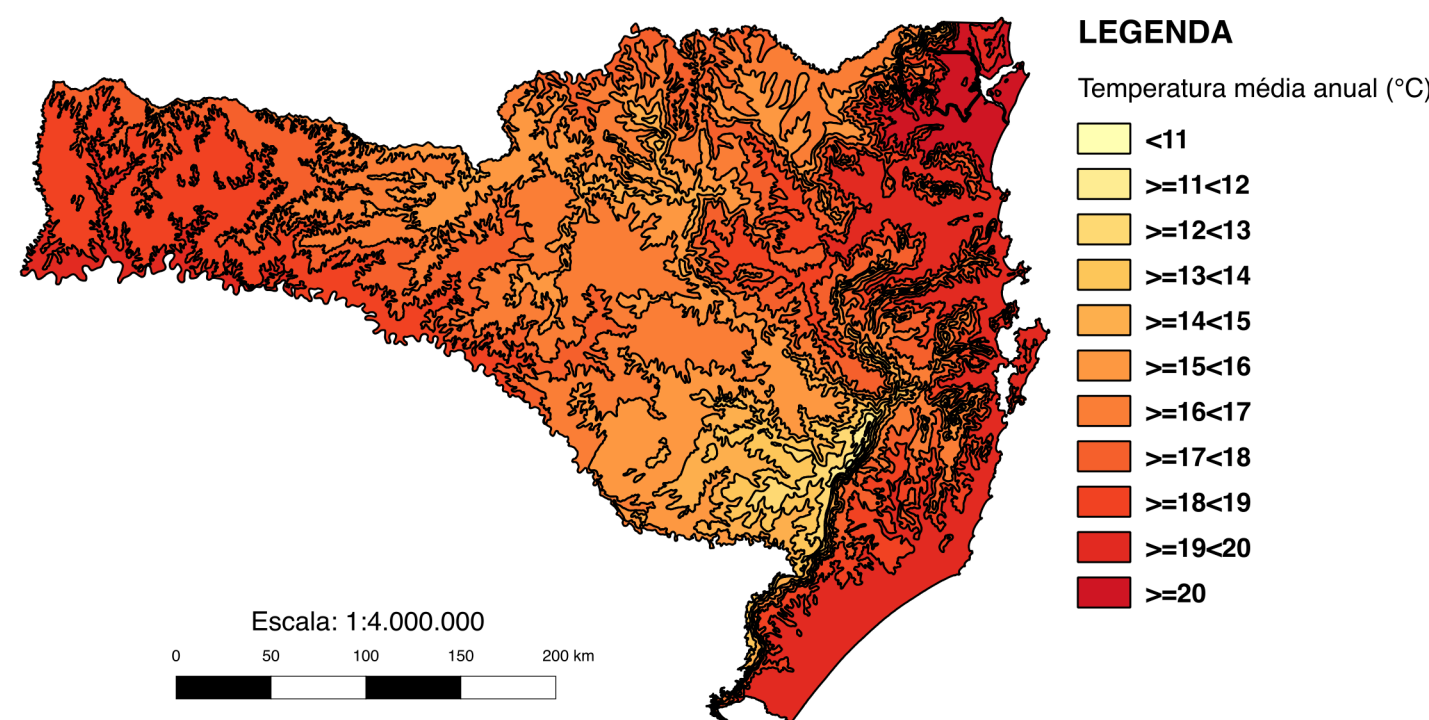 LEGENDA
Temperatura média anual (°C)
<11
>=11<12
>=12<13
>=13<14
>=14<15
>=15<16
>=16<17
>=17<18
>=18<19
>=19<20
>=20
Escala: 1:4.000.000
0 50 100 150 200 km